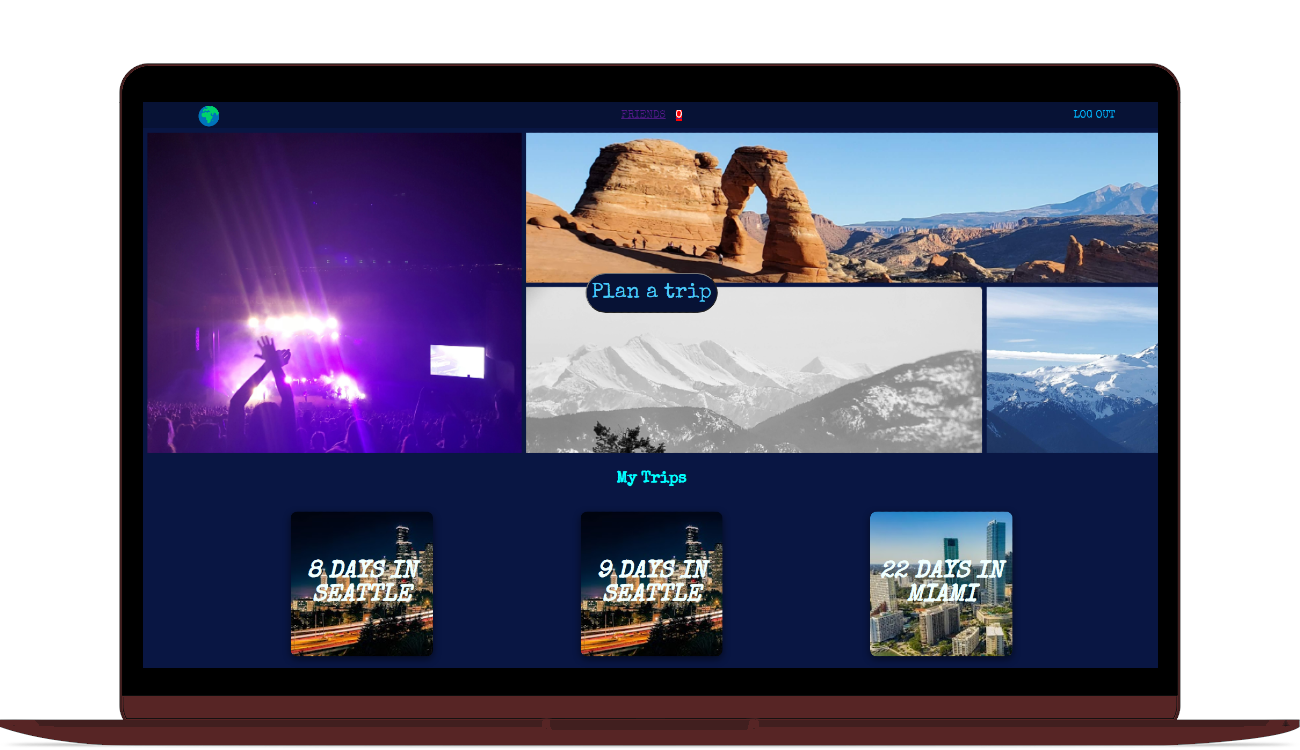 FRIENDS 0
LOG OUT
Plan a trip
My Trips
8 DAYS IN
SEATTLE
9 DAYS IN
SEATTLE
22 DAYS IN
MIAMI